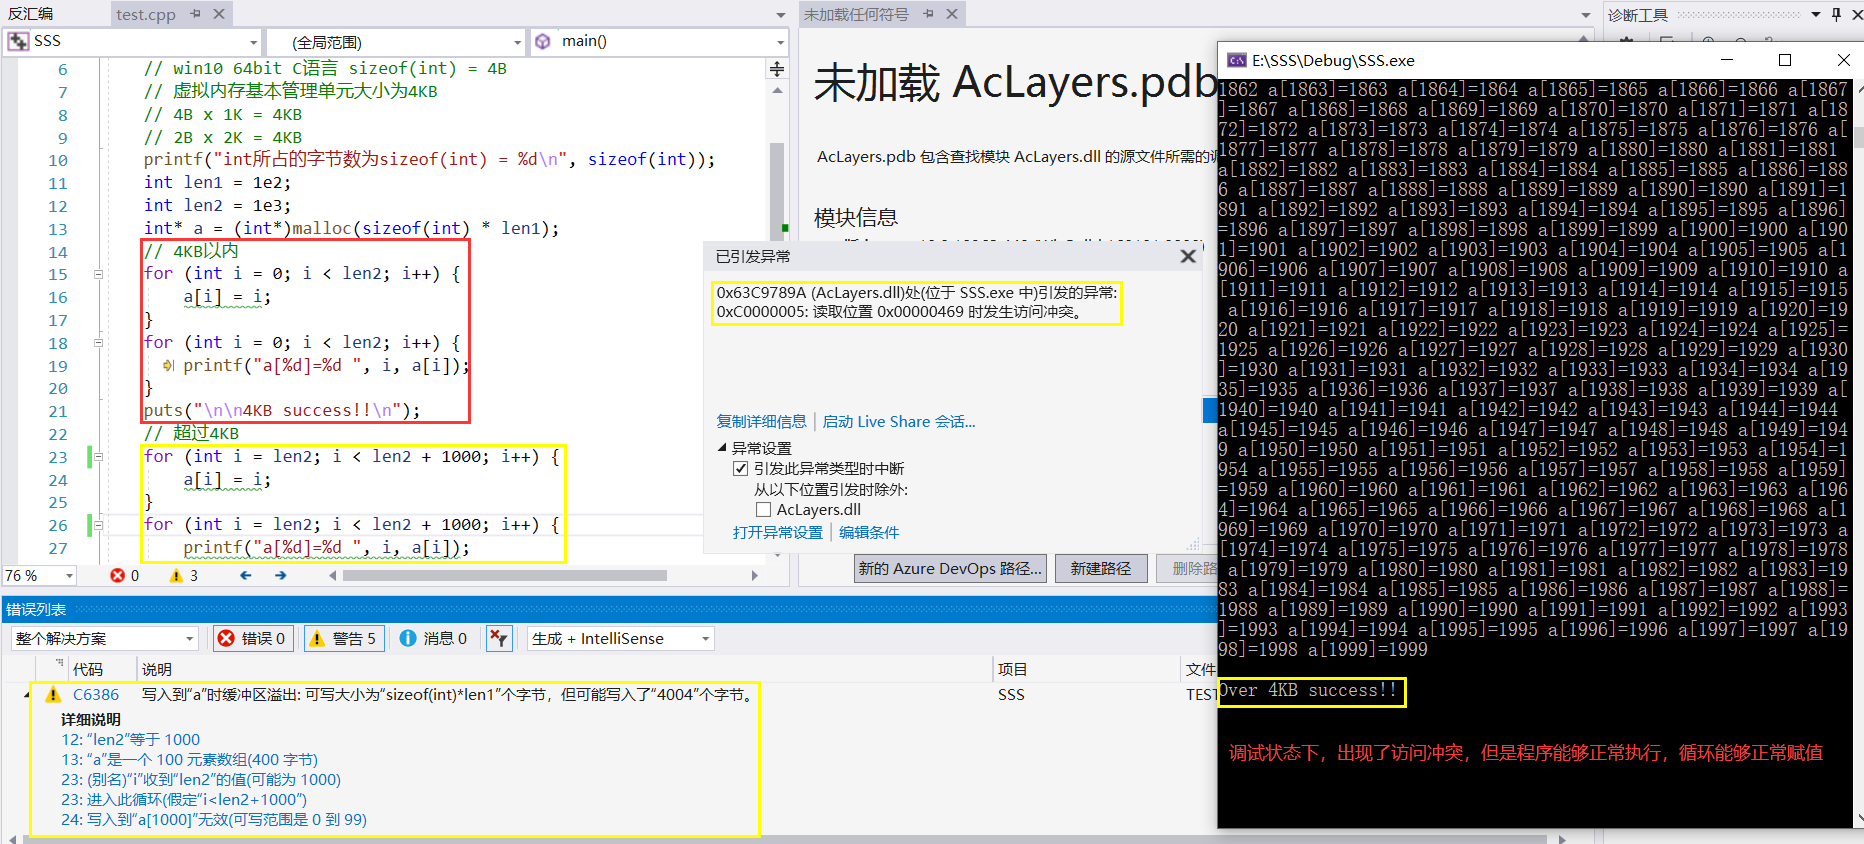 反汇编
test.cpp
未加载任何符号
诊断工具
SSS
(全局范围)
main()
6 // win10 64bit C语言 sizeof(int) = 4B
7 // 虚拟内存基本管理单元大小为4KB
8 // 4B x 1K = 4KB
9 // 2B x 2K = 4KB
10 printf("int所占的字节数为sizeof(int) = %d\n", sizeof(int));
11 int len1 = 1e2;
12 int len2 = 1e3;
13 int* a = (int*)malloc(sizeof(int) * len1);
14 // 4KB以内
15 for (int i = 0; i < len2; i++) {
16 a[i] = i;
17 }
18 for (int i = 0; i < len2; i++) {
19 printf("a[%d]=%d ", i, a[i]);
20 }
21 puts("\n\n4KB success!!\n");
22 // 超过4KB
23 for (int i = len2; i < len2 + 1000; i++) {
24 a[i] = i;
25 }
26 for (int i = len2; i < len2 + 1000; i++) {
27 printf("a[%d]=%d ", i, a[i]);
76 %
0
3
未加载 AcLayers.pdb
AcLayers.pdb 包含查找模块 AcLayers.dll 的源文件所需的
模块信息
已引发异常
0x63C9789A (AcLayers.dll)处(位于 SSS.exe 中)引发的异常:
0xC0000005: 读取位置 0x00000469 时发生访问冲突。
复制详细信息 | 启动 Live Share 会话...
异常设置
引发此异常类型时中断
从以下位置引发时除外:
AcLayers.dll
打开异常设置 | 编辑条件
新的 Azure DevOps 路径...
新建路径
删除路
错误列表
整个解决方案
错误 0
警告 5
消息 0
生成 + IntelliSense
代码
说明
项目
文件
C6386 写入到“a”时缓冲区溢出: 可写大小为“sizeof(int)*len1”个字节，但可能写入了“4004”个字节。 SSS TEST
详细说明
12: “len2”等于 1000
13: “a”是一个 100 元素数组(400 字节)
23: (别名)“i”收到“len2”的值(可能为 1000)
23: 进入此循环(假定“i<len2+1000”)
24: 写入到“a[1000]”无效(可写范围是 0 到 99)
E:\SSS\Debug\SSS.exe
1862 a[1863]=1863 a[1864]=1864 a[1865]=1865 a[1866]=1866 a[1867
]=1867 a[1868]=1868 a[1869]=1869 a[1870]=1870 a[1871]=1871 a[18
72]=1872 a[1873]=1873 a[1874]=1874 a[1875]=1875 a[1876]=1876 a[
1877]=1877 a[1878]=1878 a[1879]=1879 a[1880]=1880 a[1881]=1881
a[1882]=1882 a[1883]=1883 a[1884]=1884 a[1885]=1885 a[1886]=188
6 a[1887]=1887 a[1888]=1888 a[1889]=1889 a[1890]=1890 a[1891]=1
891 a[1892]=1892 a[1893]=1893 a[1894]=1894 a[1895]=1895 a[1896]
=1896 a[1897]=1897 a[1898]=1898 a[1899]=1899 a[1900]=1900 a[190
1]=1901 a[1902]=1902 a[1903]=1903 a[1904]=1904 a[1905]=1905 a[1
906]=1906 a[1907]=1907 a[1908]=1908 a[1909]=1909 a[1910]=1910 a
[1911]=1911 a[1912]=1912 a[1913]=1913 a[1914]=1914 a[1915]=1915
a[1916]=1916 a[1917]=1917 a[1918]=1918 a[1919]=1919 a[1920]=19
20 a[1921]=1921 a[1922]=1922 a[1923]=1923 a[1924]=1924 a[1925]=
1925 a[1926]=1926 a[1927]=1927 a[1928]=1928 a[1929]=1929 a[1930
]=1930 a[1931]=1931 a[1932]=1932 a[1933]=1933 a[1934]=1934 a[19
35]=1935 a[1936]=1936 a[1937]=1937 a[1938]=1938 a[1939]=1939 a[
1940]=1940 a[1941]=1941 a[1942]=1942 a[1943]=1943 a[1944]=1944
a[1945]=1945 a[1946]=1946 a[1947]=1947 a[1948]=1948 a[1949]=194
9 a[1950]=1950 a[1951]=1951 a[1952]=1952 a[1953]=1953 a[1954]=1
954 a[1955]=1955 a[1956]=1956 a[1957]=1957 a[1958]=1958 a[1959]
=1959 a[1960]=1960 a[1961]=1961 a[1962]=1962 a[1963]=1963 a[196
4]=1964 a[1965]=1965 a[1966]=1966 a[1967]=1967 a[1968]=1968 a[1
969]=1969 a[1970]=1970 a[1971]=1971 a[1972]=1972 a[1973]=1973 a
[1974]=1974 a[1975]=1975 a[1976]=1976 a[1977]=1977 a[1978]=1978
a[1979]=1979 a[1980]=1980 a[1981]=1981 a[1982]=1982 a[1983]=19
83 a[1984]=1984 a[1985]=1985 a[1986]=1986 a[1987]=1987 a[1988]=
1988 a[1989]=1989 a[1990]=1990 a[1991]=1991 a[1992]=1992 a[1993
]=1993 a[1994]=1994 a[1995]=1995 a[1996]=1996 a[1997]=1997 a[19
98]=1998 a[1999]=1999
Over 4KB success!!
调试状态下，出现了访问冲突，但是程序能够正常执行，循环能够正常赋值